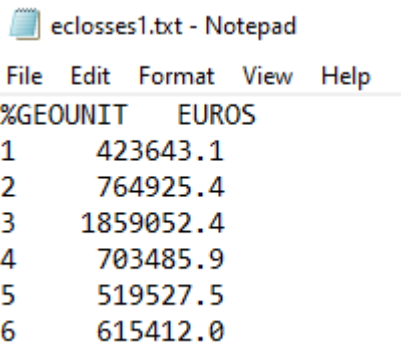 eclosses1.txt - Notepad
File Edit Format View Help
%GEOUNIT EUROS
1 423643.1
2 764925.4
3 1859052.4
4 703485.9
5 519527.5
6 615412.0